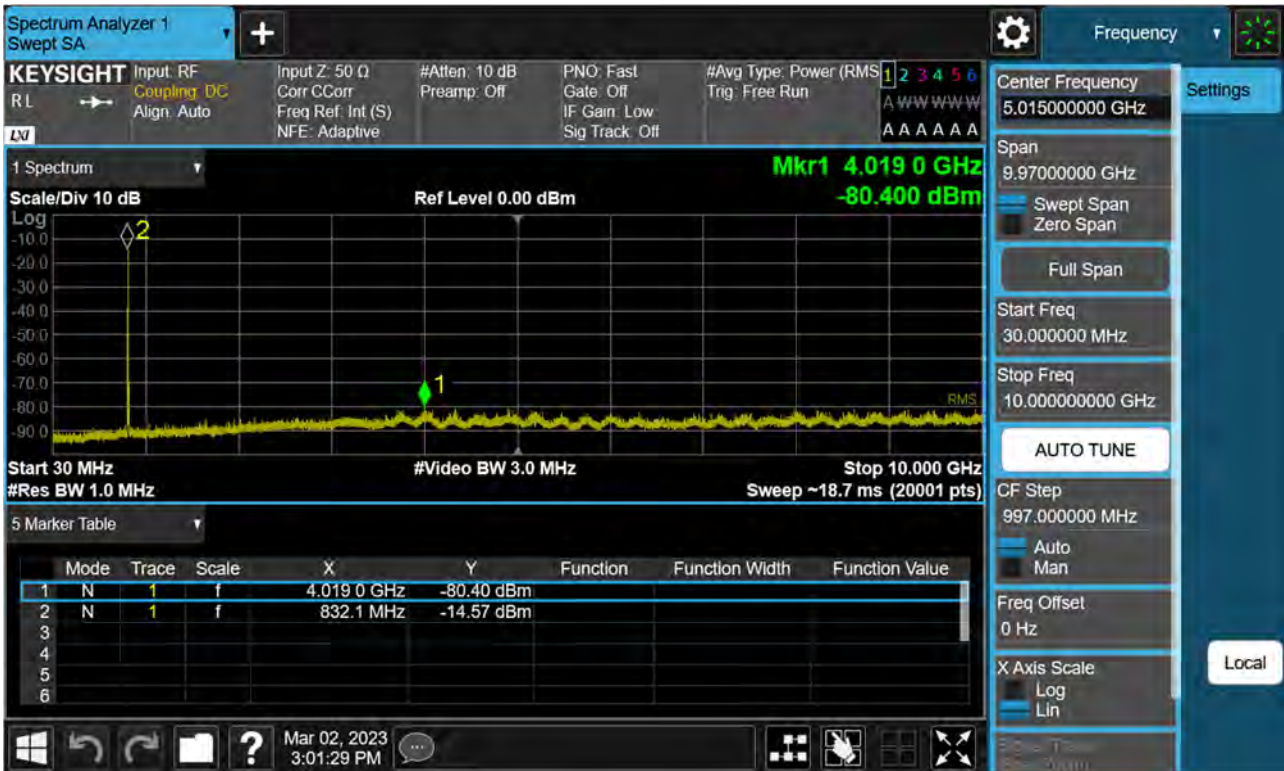 Spectrum Analyzer 1
Swept SA
+
Frequency
KEYSIGHT
RL
LXI
Input: RF
Coupling: DC
Align: Auto
Input Z: 50 Ω
Corr CCorr
Freq Ref: Int (S)
NFE: Adaptive
#Atten: 10 dB
Preamp: Off
PNO: Fast
Gate: Off
IF Gain: Low
Sig Track: Off
#Avg Type: Power (RMS
Trig: Free Run
1 2 3 4 5 6
A W W W W W
A A A A A A
1 Spectrum
Mkr1 4.019 0 GHz
-80.400 dBm
Scale/Div 10 dB
Ref Level 0.00 dBm
Log
-10.0
-20.0
-30.0
-40.0
-50.0
-60.0
-70.0
-80.0
-90.0
2
1
RMS
Start 30 MHz
#Video BW 3.0 MHz
Stop 10.000 GHz
#Res BW 1.0 MHz
Sweep ~18.7 ms (20001 pts)
5 Marker Table
Mode Trace Scale X Y Function Function Width Function Value
1 N 1 f 4.019 0 GHz -80.40 dBm
2 N 1 f 832.1 MHz -14.57 dBm
3
4
5
6
Mar 02, 2023
3:01:29 PM
?
Center Frequency
5.015000000 GHz
Span
9.97000000 GHz
Swept Span
Zero Span
Full Span
Start Freq
30.000000 MHz
Stop Freq
10.000000000 GHz
AUTO TUNE
CF Step
997.000000 MHz
Auto
Man
Freq Offset
0 Hz
X Axis Scale
Log
Lin
Settings
Local